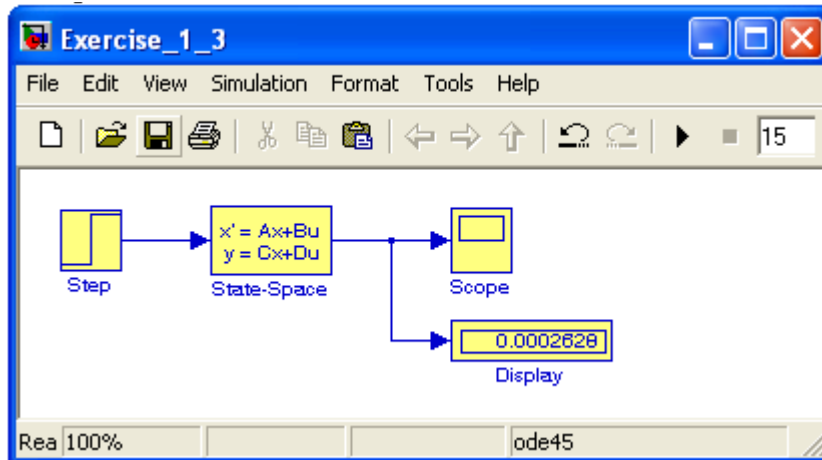 Exercise_1_3
File Edit View Simulation Format Tools Help
15
x' = Ax+Bu
y = Cx+Du
Step
State-Space
Scope
0.0002628
Display
Rea 100% ode45